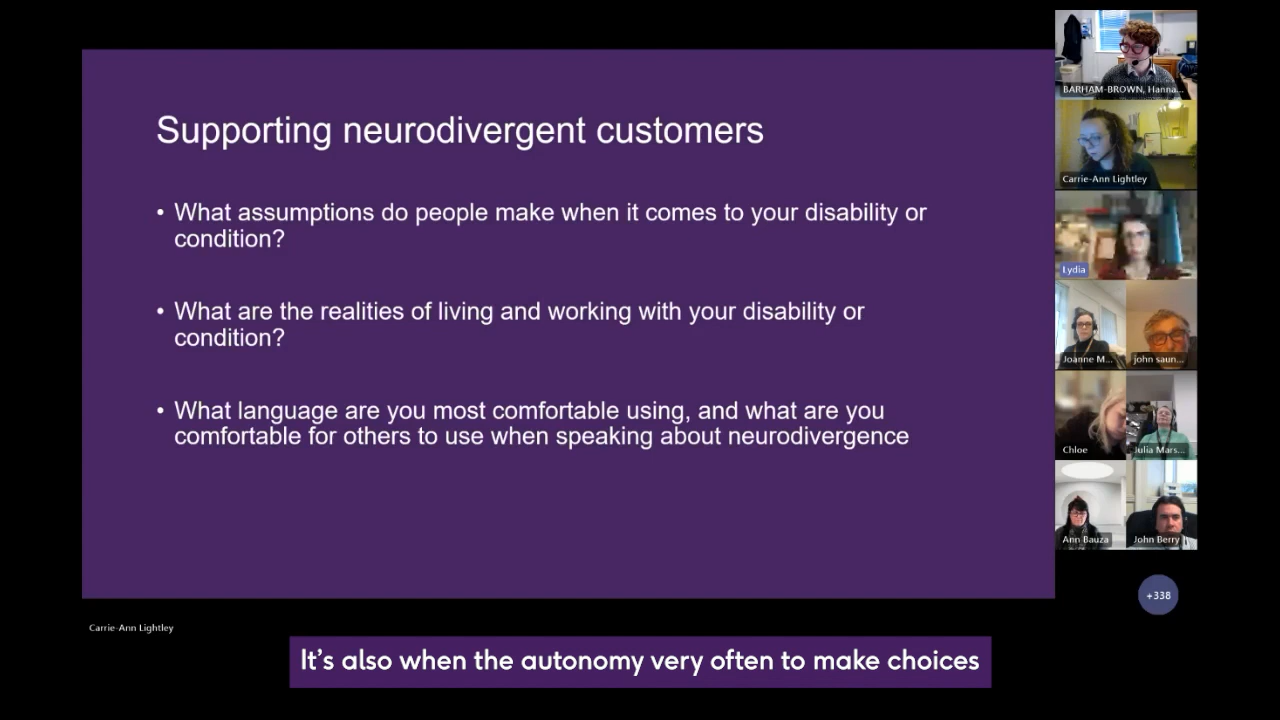 Supporting neurodivergent customers
• What assumptions do people make when it comes to your disability or
condition?
• What are the realities of living and working with your disability or
condition?
• What language are you most comfortable using, and what are you
comfortable for others to use when speaking about neurodivergence
BARHAM-BROWN, Hanna...
Carrie-Ann Lightley
Lydia
Joanne M...
john saun...
Chloe
Julia Mars...
Ann Bauza
John Berry
+338
Carrie-Ann Lightley
It's also when the autonomy very often to make choices